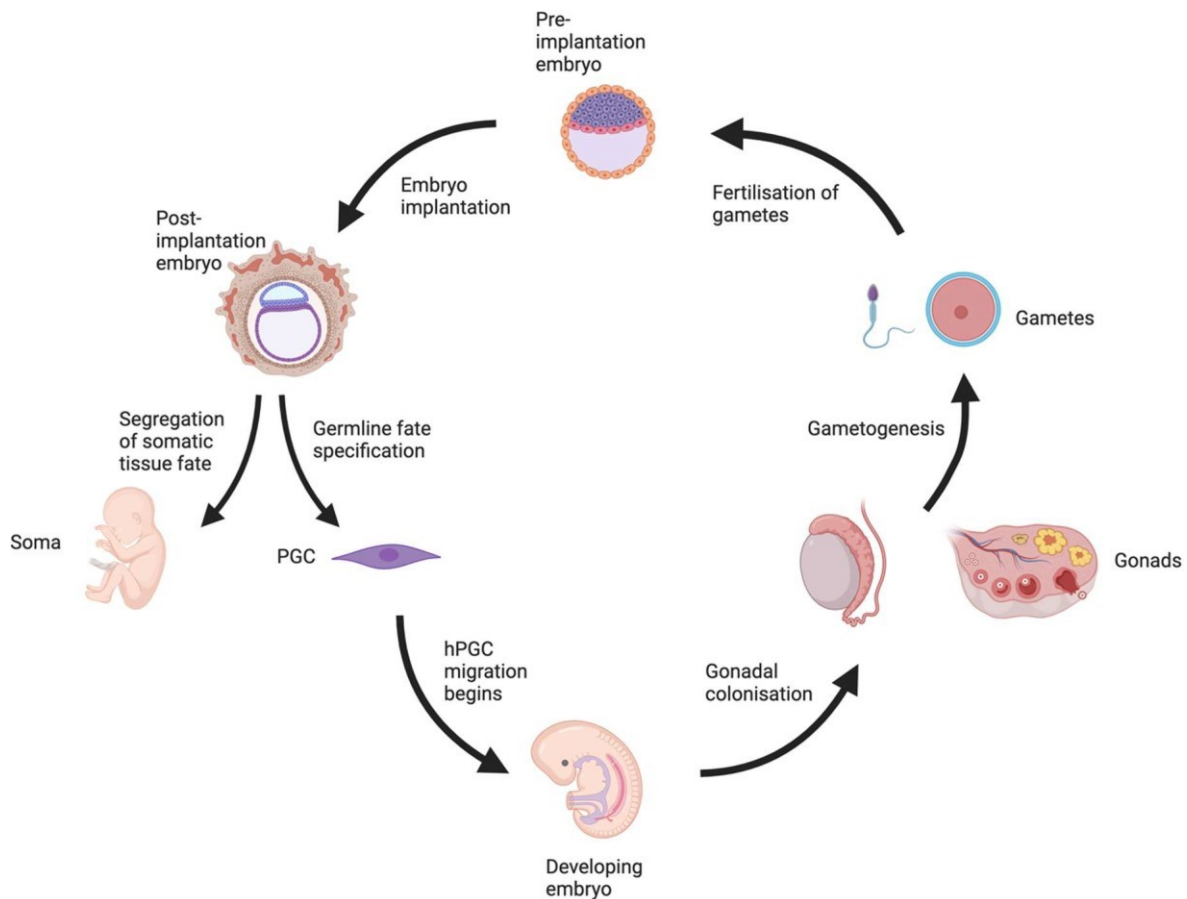 Pre-
implantation
embryo
Embryo
implantation
Fertilisation of
gametes
Post-
implantation
embryo
Gametes
Segregation
of somatic
tissue fate
Germline fate
specification
Gametogenesis
Soma
PGC
Gonads
hPGC
migration
begins
Gonadal
colonisation
Developing
embryo